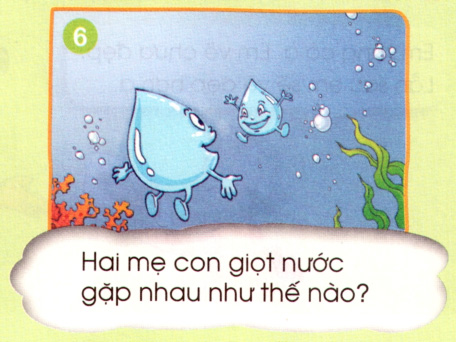 6
Hai mẹ con giọt nước
gặp nhau như thế nào?